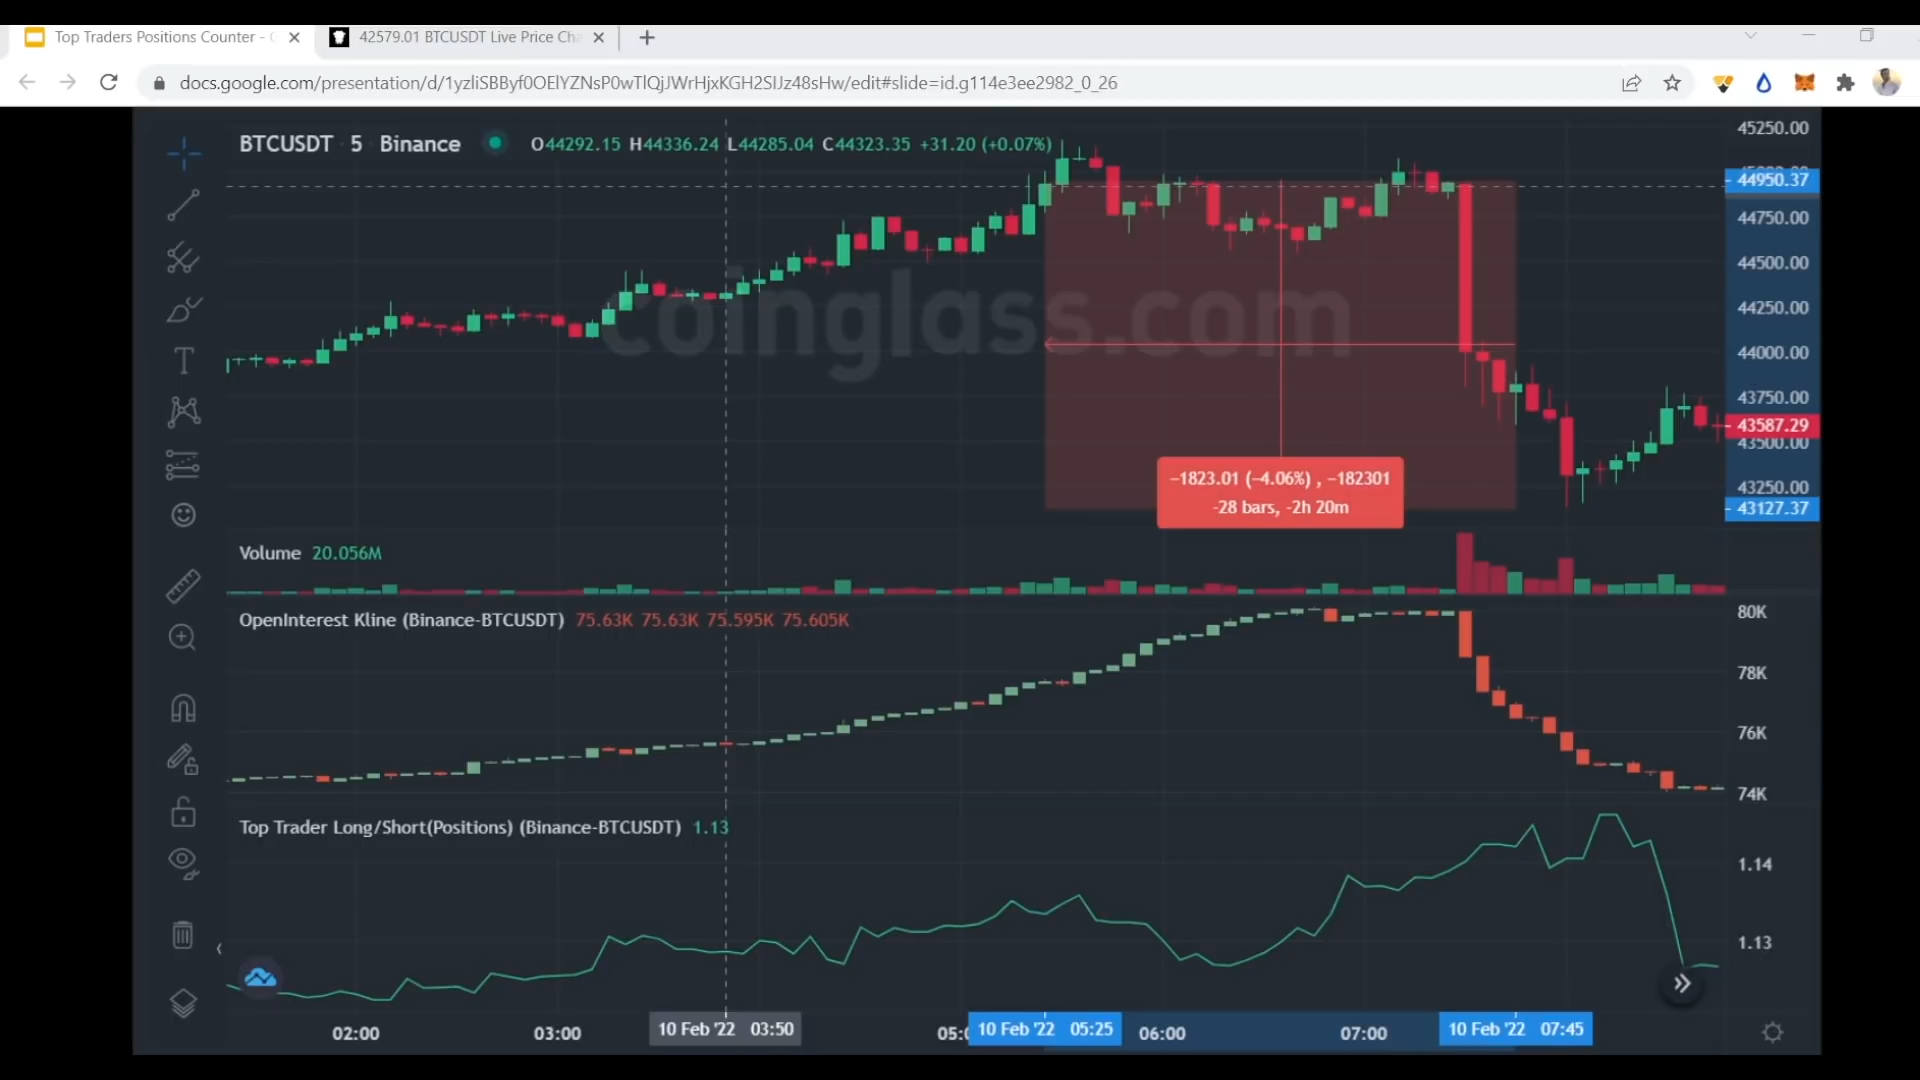 Top Traders Positions Counter - G
42579.01 BTCUSDT Live Price Cha
docs.google.com/presentation/d/1yzliSBByf0OElYZNsP0wTlQjJWrHjxKGH2SlJz48sHw/edit#slide=id.g114e3ee2982_0_26
BTCUSDT 5 Binance O44292.15 H44336.24 L44285.04 C44323.35 +31.20 (+0.07%)
45250.00
44950.37
44750.00
44500.00
44250.00
coinglass.com
44000.00
43750.00
43587.29
43500.00
−1823.01 (−4.06%) , −182301
-28 bars, -2h 20m
43250.00
43127.37
Volume 20.056M
OpenInterest Kline (Binance-BTCUSDT) 75.63K 75.63K 75.595K 75.605K
80K
78K
76K
74K
Top Trader Long/Short(Positions) (Binance-BTCUSDT) 1.13
1.14
1.13
02:00 03:00 10 Feb '22 03:50 05:0 10 Feb '22 05:25 06:00 07:00 10 Feb '22 07:45